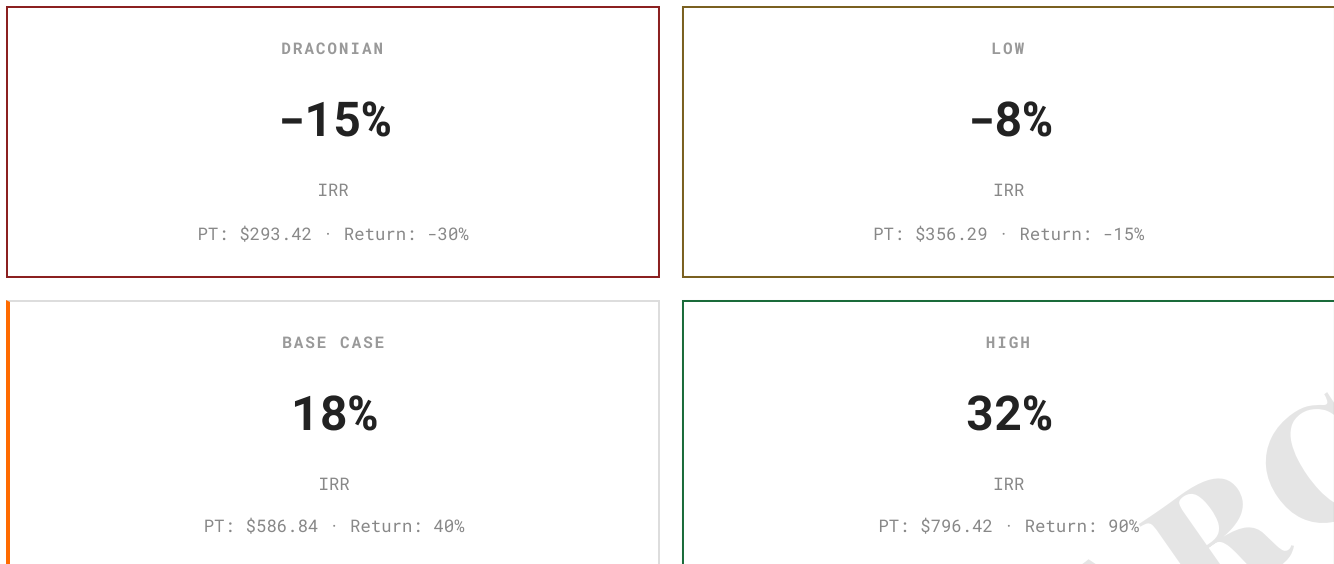 DRACONIAN
-15%
IRR
PT: $293.42 · Return: -30%
LOW
-8%
IRR
PT: $356.29 · Return: -15%
BASE CASE
18%
IRR
PT: $586.84 · Return: 40%
HIGH
32%
IRR
PT: $796.42 · Return: 90%